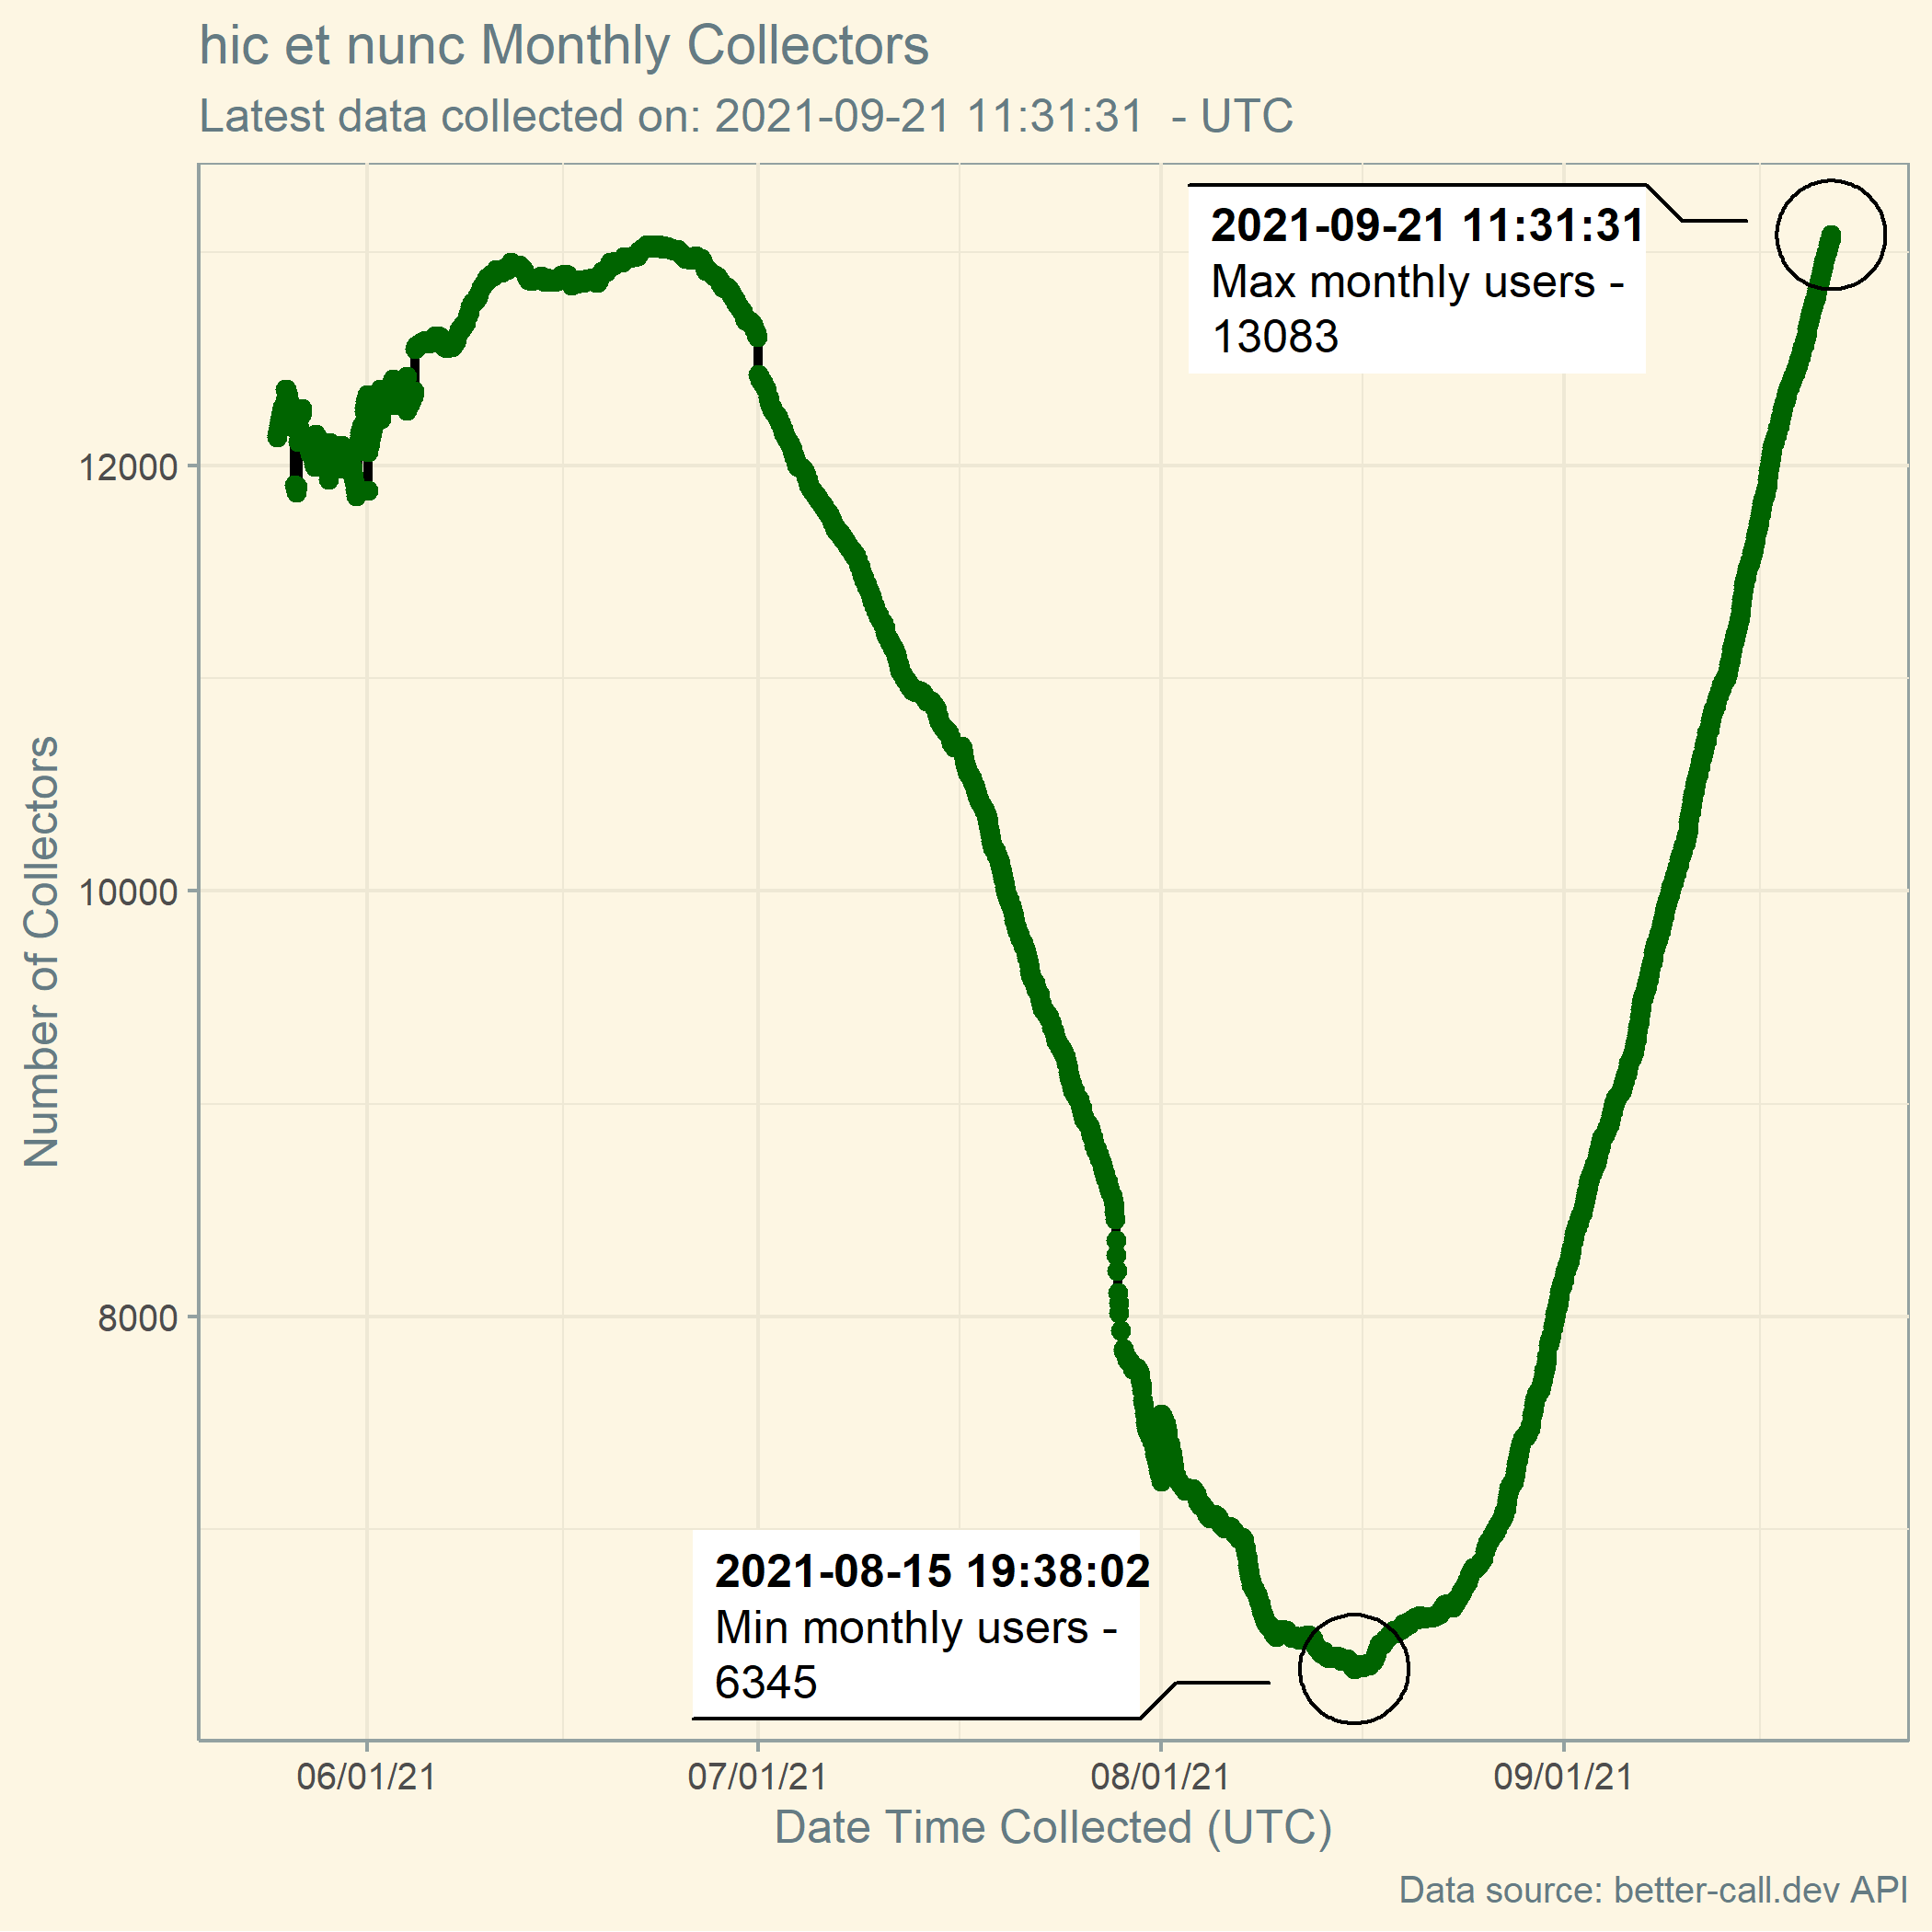 hic et nunc Monthly Collectors
Latest data collected on: 2021-09-21 11:31:31  - UTC
2021-09-21 11:31:31
Max monthly users -
13083
12000
10000
8000
Number of Collectors
2021-08-15 19:38:02
Min monthly users -
6345
06/01/21 07/01/21 08/01/21 09/01/21
Date Time Collected (UTC)
Data source: better-call.dev API